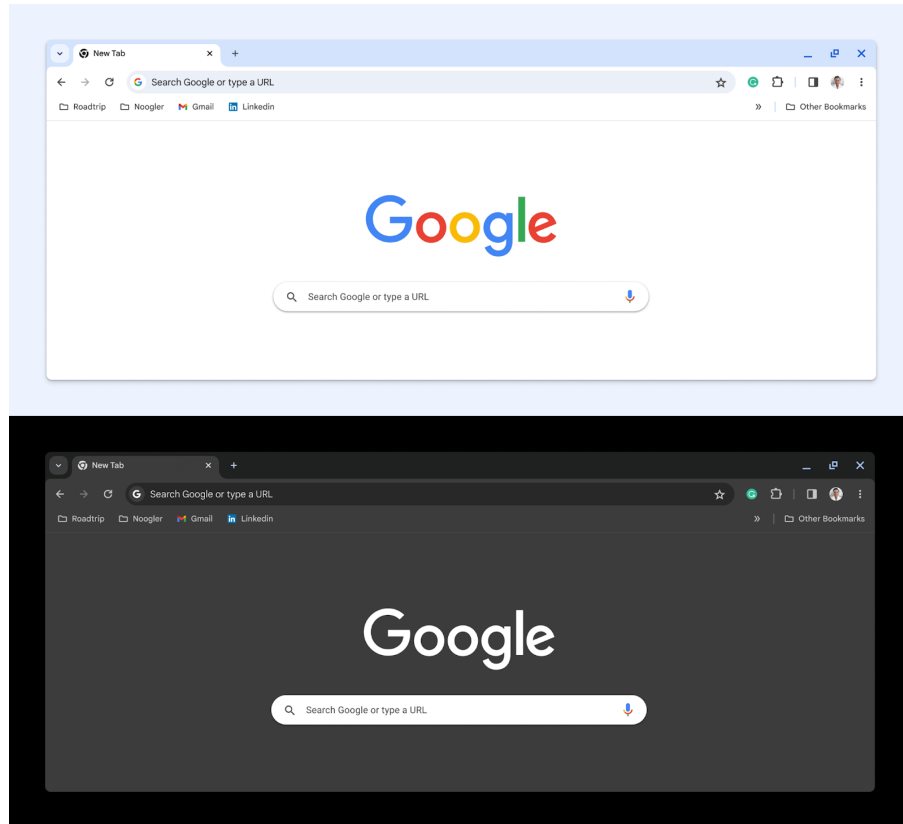 New Tab
Search Google or type a URL
Roadtrip Noogler Gmail in Linkedin Other Bookmarks
Google
Search Google or type a URL
New Tab
G Search Google or type a URL
Roadtrip Noogler Gmail in Linkedin Other Bookmarks
Google
Search Google or type a URL